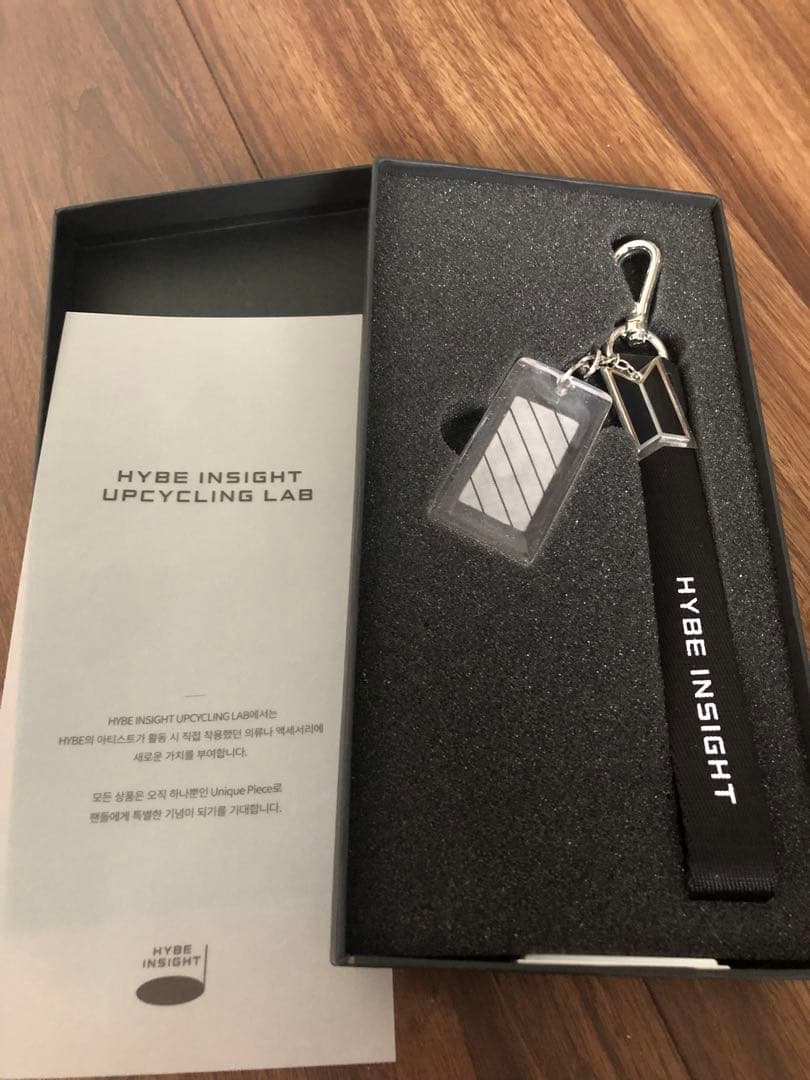 HYBE INSIGHT
UPCYCLING LAB
HYBE INSIGHT UPCYCLING LAB에서는
HYBE의 아티스트가 활동 시 직접 착용했던 의류나 액세서리에
새로운 가치를 부여합니다.
모든 상품은 오직 하나뿐인 Unique Piece로
팬들에게 특별한 기념이 되기를 기대합니다.
HYBE
INSIGHT
HYBE INSIGHT